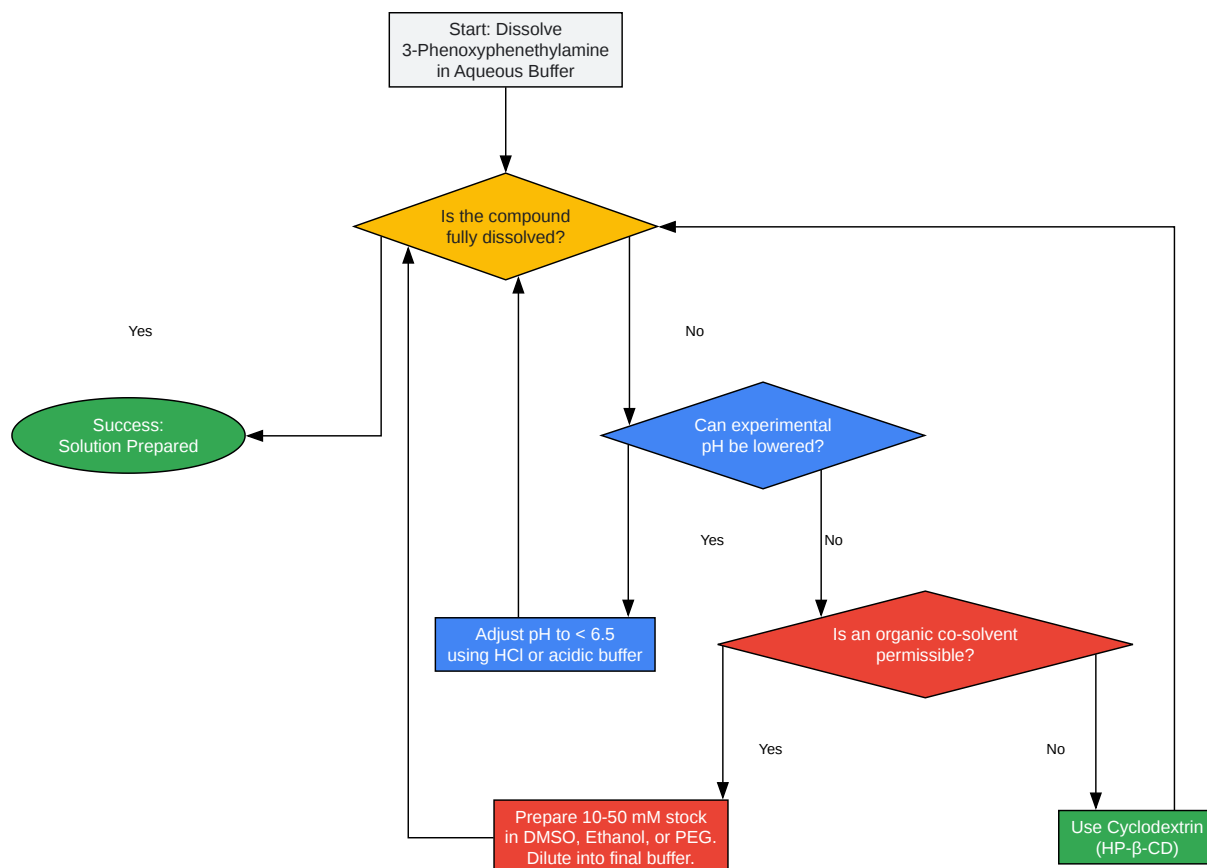 Start: Dissolve
3-Phenoxyphenethylamine
in Aqueous Buffer
Is the compound
fully dissolved?
Yes
No
Success:
Solution Prepared
Can experimental
pH be lowered?
Yes
No
Adjust pH to < 6.5
using HCl or acidic buffer
Is an organic co-solvent
permissible?
Yes
No
Prepare 10-50 mM stock
in DMSO, Ethanol, or PEG.
Dilute into final buffer.
Use Cyclodextrin
(HP-β-CD)